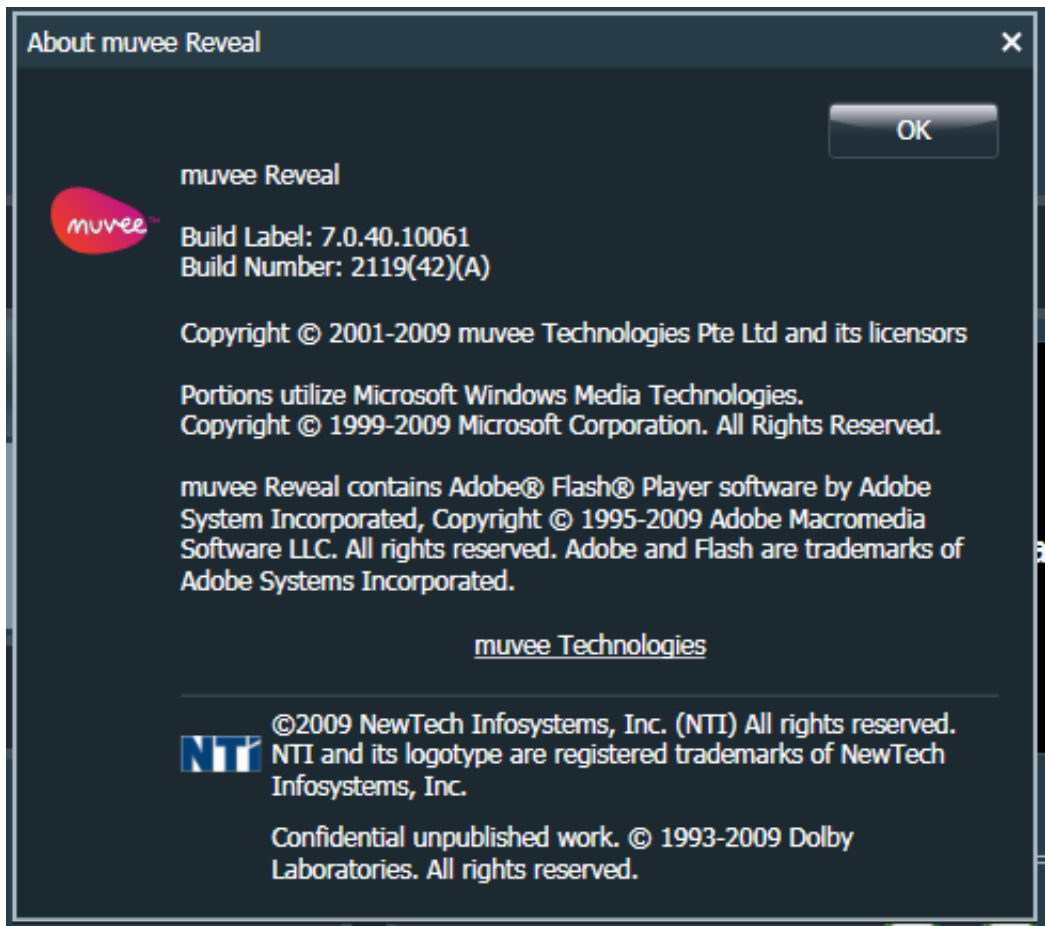 About muvee Reveal
OK
muvee Reveal
muvee™
Build Label: 7.0.40.10061
Build Number: 2119(42)(A)
Copyright © 2001-2009 muvee Technologies Pte Ltd and its licensors
Portions utilize Microsoft Windows Media Technologies.
Copyright © 1999-2009 Microsoft Corporation. All Rights Reserved.
muvee Reveal contains Adobe® Flash® Player software by Adobe
System Incorporated, Copyright © 1995-2009 Adobe Macromedia
Software LLC. All rights reserved. Adobe and Flash are trademarks of
Adobe Systems Incorporated.
muvee Technologies
©2009 NewTech Infosystems, Inc. (NTI) All rights reserved.
NTI
NTI and its logotype are registered trademarks of NewTech
Infosystems, Inc.
Confidential unpublished work. © 1993-2009 Dolby
Laboratories. All rights reserved.